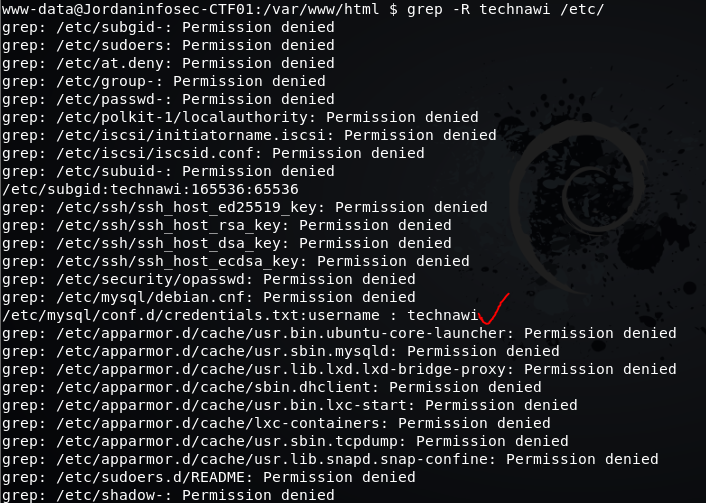 www-data@Jordaninfosec-CTF01:/var/www/html $ grep -R technawi /etc/
grep: /etc/subgid-: Permission denied
grep: /etc/sudoers: Permission denied
grep: /etc/at.deny: Permission denied
grep: /etc/group-: Permission denied
grep: /etc/passwd-: Permission denied
grep: /etc/polkit-1/localauthority: Permission denied
grep: /etc/iscsi/initiatorname.iscsi: Permission denied
grep: /etc/iscsi/iscsid.conf: Permission denied
grep: /etc/subuid-: Permission denied
/etc/subgid:technawi:165536:65536
grep: /etc/ssh/ssh_host_ed25519_key: Permission denied
grep: /etc/ssh/ssh_host_rsa_key: Permission denied
grep: /etc/ssh/ssh_host_dsa_key: Permission denied
grep: /etc/ssh/ssh_host_ecdsa_key: Permission denied
grep: /etc/security/opasswd: Permission denied
grep: /etc/mysql/debian.cnf: Permission denied
/etc/mysql/conf.d/credentials.txt:username : technawi
grep: /etc/apparmor.d/cache/usr.bin.ubuntu-core-launcher: Permission denied
grep: /etc/apparmor.d/cache/usr.sbin.mysqld: Permission denied
grep: /etc/apparmor.d/cache/usr.lib.lxd.lxd-bridge-proxy: Permission denied
grep: /etc/apparmor.d/cache/sbin.dhclient: Permission denied
grep: /etc/apparmor.d/cache/usr.bin.lxc-start: Permission denied
grep: /etc/apparmor.d/cache/lxc-containers: Permission denied
grep: /etc/apparmor.d/cache/usr.sbin.tcpdump: Permission denied
grep: /etc/apparmor.d/cache/usr.lib.snapd.snap-confine: Permission denied
grep: /etc/sudoers.d/README: Permission denied
grep: /etc/shadow-: Permission denied